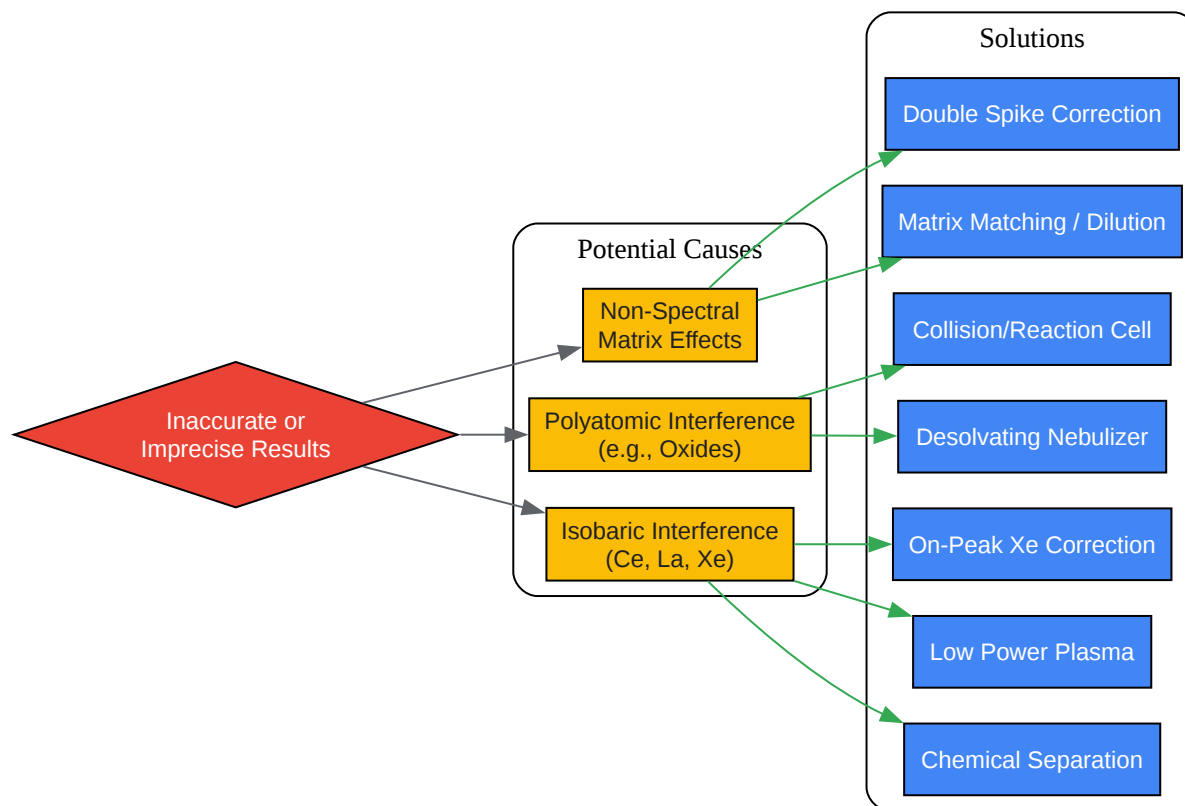 Inaccurate or
Imprecise Results
Potential Causes
Non-Spectral
Matrix Effects
Polyatomic Interference
(e.g., Oxides)
Isobaric Interference
(Ce, La, Xe)
Solutions
Double Spike Correction
Matrix Matching / Dilution
Collision/Reaction Cell
Desolvating Nebulizer
On-Peak Xe Correction
Low Power Plasma
Chemical Separation